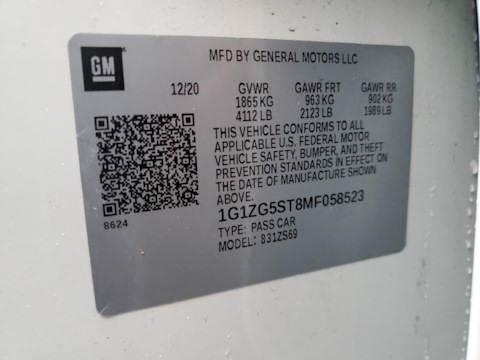 GM
MFD BY GENERAL MOTORS LLC
12/20 GVWR GAWR FRT GAWR RR
1865 KG 963 KG 902 KG
4112 LB 2123 LB 1989 LB
THIS VEHICLE CONFORMS TO ALL
APPLICABLE U.S. FEDERAL MOTOR
VEHICLE SAFETY, BUMPER, AND THEFT
PREVENTION STANDARDS IN EFFECT
ON THE DATE OF MANUFACTURE SHOWN
ABOVE.
1G1ZG5ST8MF058523
TYPE: PASS CAR
MODEL: 831ZS69
8624